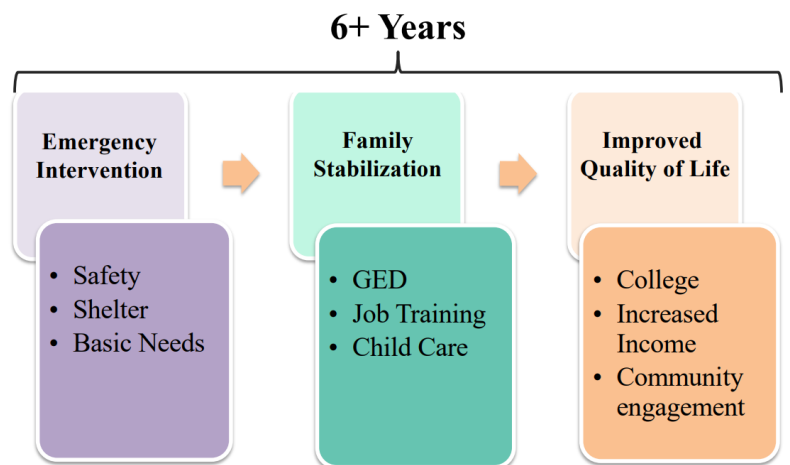 6+ Years
Emergency
Intervention
• Safety
• Shelter
• Basic Needs
Family
Stabilization
• GED
• Job Training
• Child Care
Improved
Quality of Life
• College
• Increased
Income
• Community
engagement